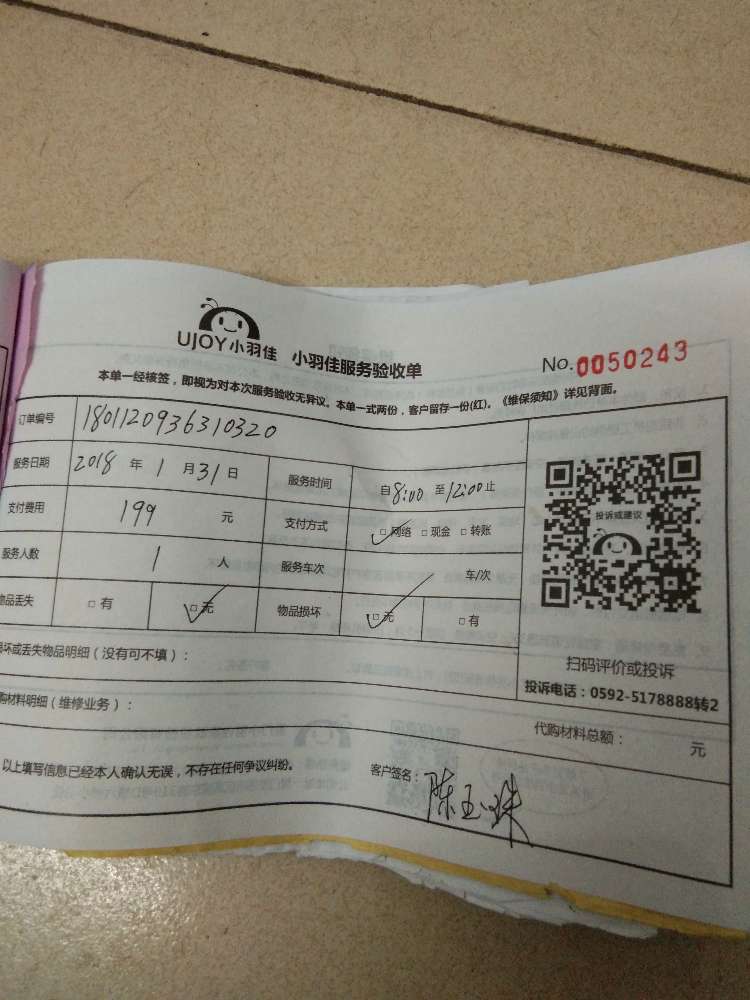 UJOY小羽佳 小羽佳服务验收单 No.0050243
本单一经核签，即视为对本次服务验收无异议。本单一式两份，客户留存一份(红)。《维保须知》详见背面。
订单编号 1801120936310320
服务日期 2018 年 1 月 31 日 服务时间 自 8:00 至 12:00 止
支付费用 199 元 支付方式 □网络 □现金 □转账
服务人数 1 人 服务车次 车/次
物品丢失 □有 □无 物品损坏 □无 □有
投诉或建议
扫码评价或投诉
投诉电话：0592-5178888转2
损坏或丢失物品明细（没有可不填）：
购材料明细（维修业务）： 代购材料总额： 元
以上填写信息已经本人确认无误，不存在任何争议纠纷。 客户签名： 陈玉珠